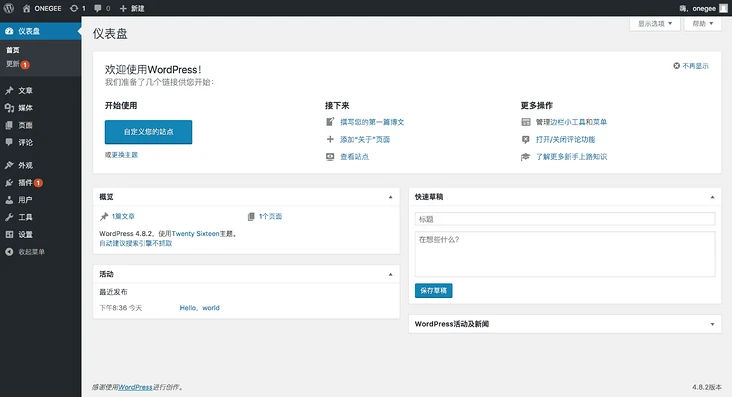 ONEGEE 1 0 新建 嗨，onegee
仪表盘
首页
更新 1
文章
媒体
页面
评论
外观
插件 1
用户
工具
设置
收起菜单
显示选项 帮助
仪表盘
欢迎使用WordPress！
我们准备了几个链接供您开始：
不再显示
开始使用
自定义您的站点
或更换主题
接下来
撰写您的第一篇博文
添加“关于”页面
查看站点
更多操作
管理边栏小工具和菜单
打开/关闭评论功能
了解更多新手上路知识
概览
1篇文章 1个页面
WordPress 4.8.2，使用Twenty Sixteen主题。
自动建议搜索引擎不抓取
活动
最近发布
下午8:36 今天 Hello，world
快速草稿
标题
在想些什么？
保存草稿
WordPress活动及新闻
感谢使用WordPress进行创作。
4.8.2版本